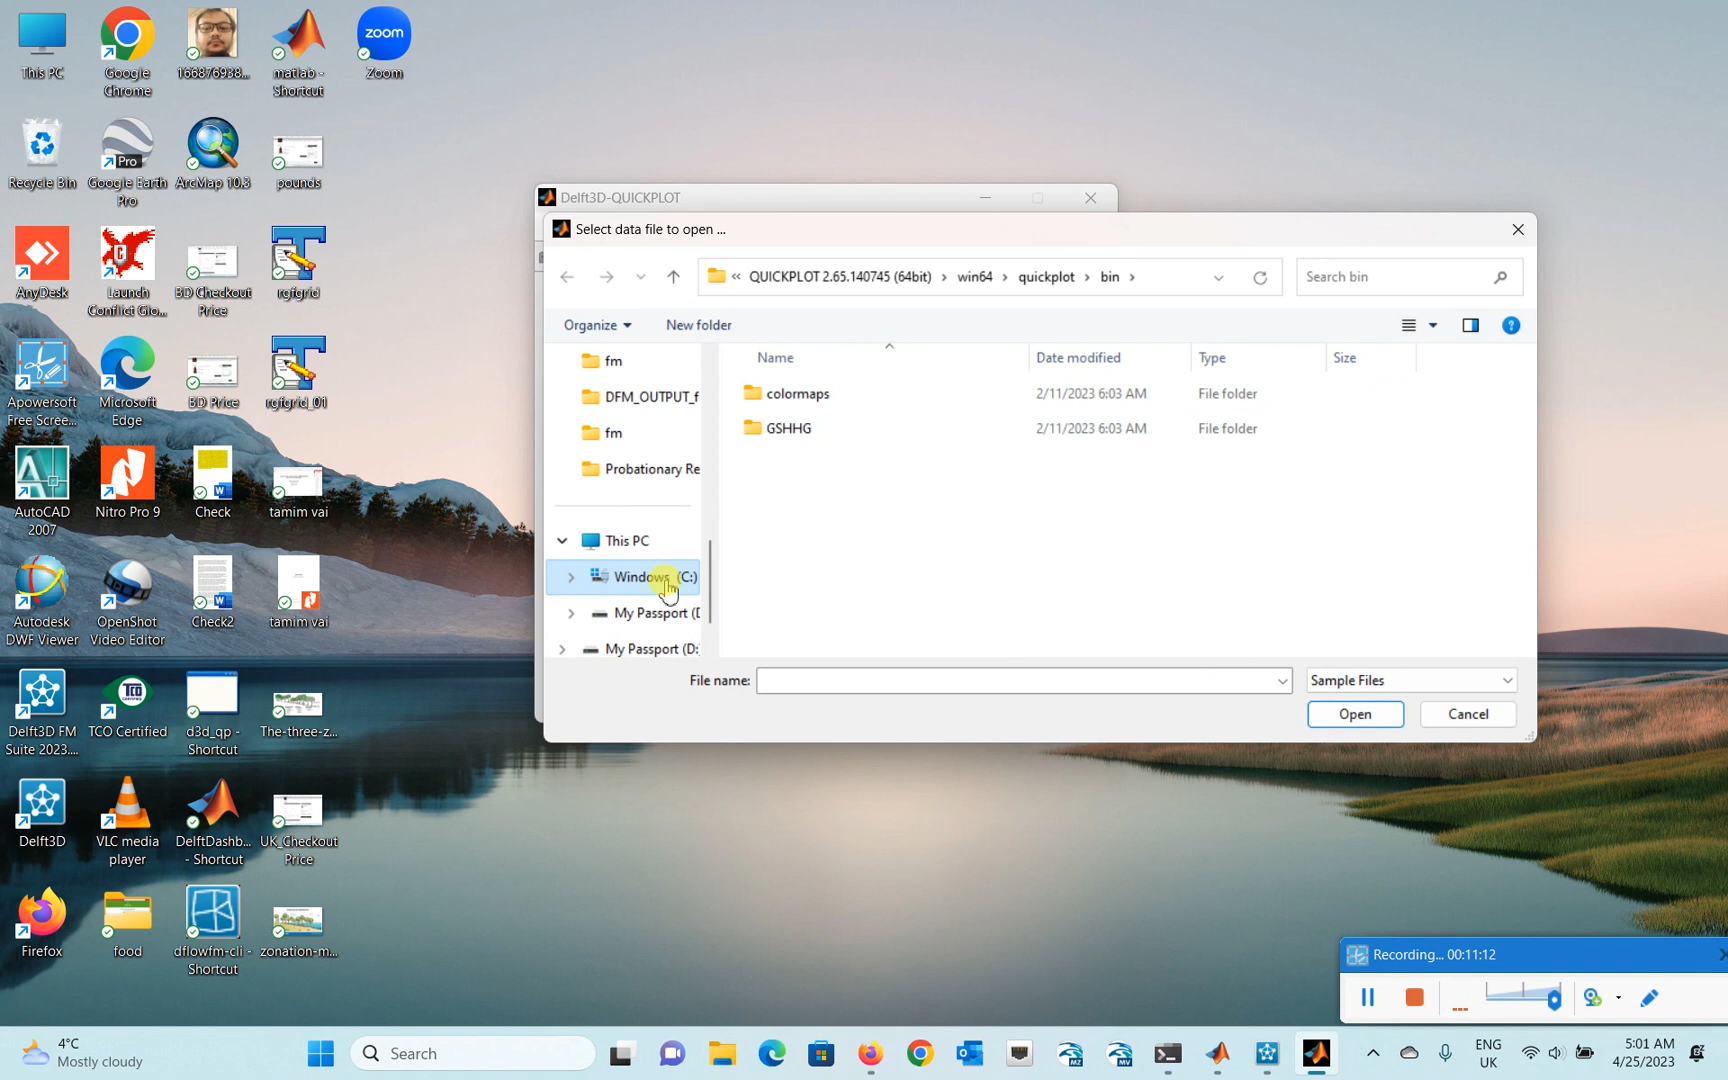 This PC
Google
Chrome
166876938...
matlab -
Shortcut
zoom
Zoom
Recycle Bin
Pro
Google Earth
Pro
ArcMap 10.3
pounds
AnyDesk
Launch
Conflict Glo...
BD Checkout
Price
rgfgrid
Apowersoft
Free Scree...
Microsoft
Edge
BD Price
rgfgrid_01
AutoCAD
2007
Nitro Pro 9
Check
tamim vai
Autodesk
DWF Viewer
OpenShot
Video Editor
Check2
tamim vai
Delft3D FM
Suite 2023....
TCO
TCO Certified
d3d_qp -
Shortcut
The-three-z...
Delft3D
VLC media
player
DelftDashb...
- Shortcut
UK_Checkout
Price
Firefox
food
dflowfm-cli -
Shortcut
zonation-m...
Delft3D-QUICKPLOT
Select data file to open ...
« QUICKPLOT 2.65.140745 (64bit) › win64 › quickplot › bin ›
Search bin
Organize
New folder
fm
DFM_OUTPUT_f
fm
Probationary Re
This PC
Windows (C:)
My Passport (D
My Passport (D:
Name
Date modified
Type
Size
colormaps
2/11/2023 6:03 AM
File folder
GSHHG
2/11/2023 6:03 AM
File folder
File name:
Sample Files
Open
Cancel
Recording... 00:11:12
4°C
Mostly cloudy
Search
ENG
UK
5:01 AM
4/25/2023